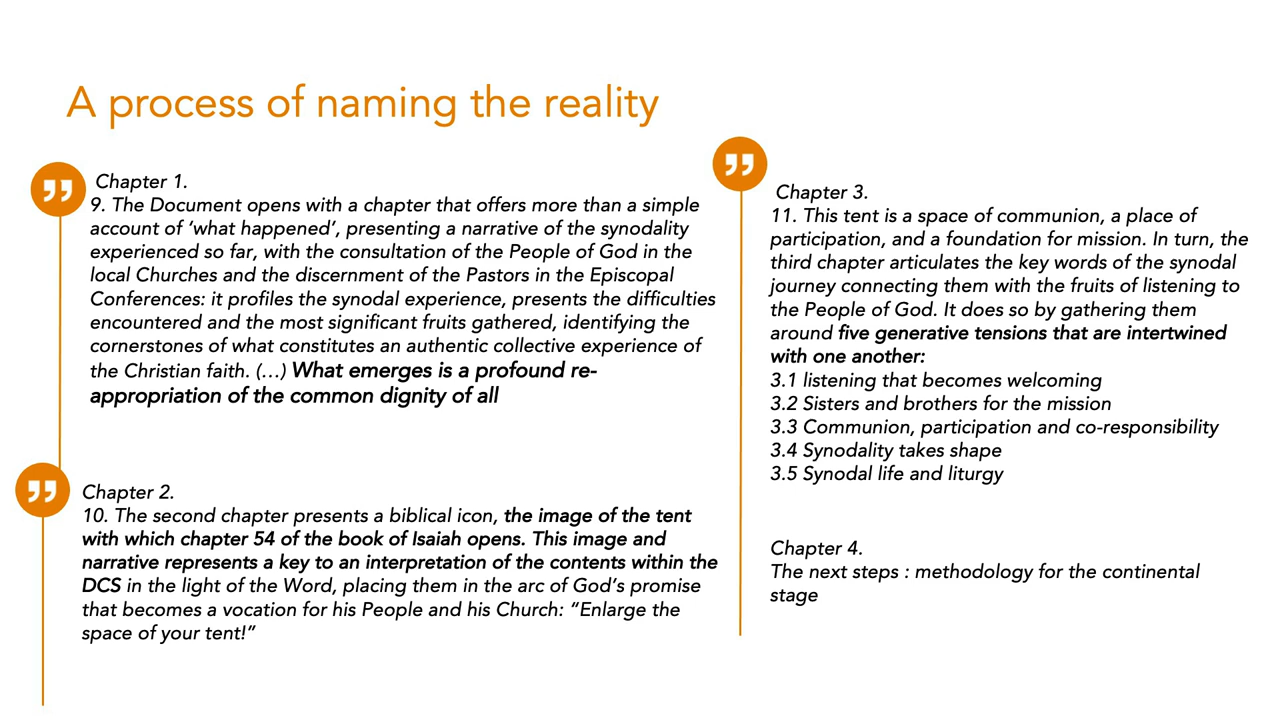 A process of naming the reality
Chapter 1.
9. The Document opens with a chapter that offers more than a simple
account of ‘what happened’, presenting a narrative of the synodality
experienced so far, with the consultation of the People of God in the
local Churches and the discernment of the Pastors in the Episcopal
Conferences: it profiles the synodal experience, presents the difficulties
encountered and the most significant fruits gathered, identifying the
cornerstones of what constitutes an authentic collective experience of
the Christian faith. (…) What emerges is a profound re-
appropriation of the common dignity of all
Chapter 2.
10. The second chapter presents a biblical icon, the image of the tent
with which chapter 54 of the book of Isaiah opens. This image and
narrative represents a key to an interpretation of the contents within the
DCS in the light of the Word, placing them in the arc of God’s promise
that becomes a vocation for his People and his Church: “Enlarge the
space of your tent!”
Chapter 3.
11. This tent is a space of communion, a place of
participation, and a foundation for mission. In turn, the
third chapter articulates the key words of the synodal
journey connecting them with the fruits of listening to
the People of God. It does so by gathering them
around five generative tensions that are intertwined
with one another:
3.1 listening that becomes welcoming
3.2 Sisters and brothers for the mission
3.3 Communion, participation and co-responsibility
3.4 Synodality takes shape
3.5 Synodal life and liturgy
Chapter 4.
The next steps : methodology for the continental
stage